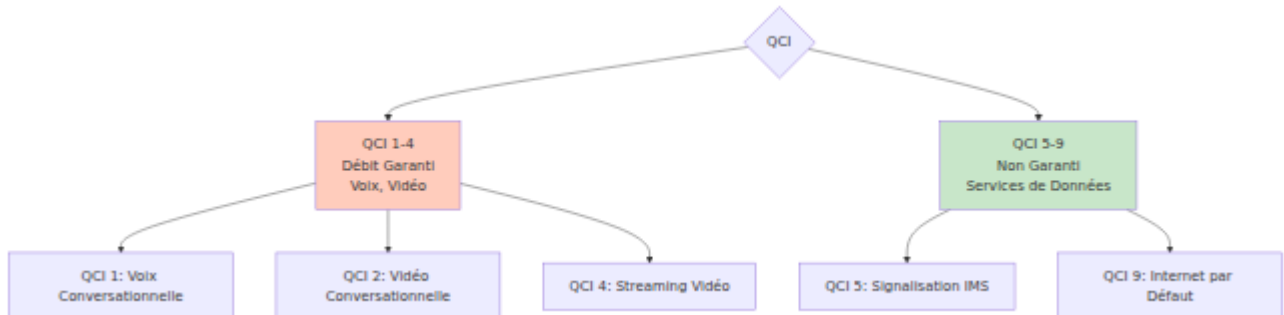 QCI
QCI 1-4
Débit Garanti
Voix, Vidéo
QCI 5-9
Non Garanti
Services de Données
QCI 1: Voix
Conversationnelle
QCI 2: Vidéo
Conversationnelle
QCI 4: Streaming Vidéo
QCI 5: Signalisation IMS
QCI 9: Internet par
Défaut